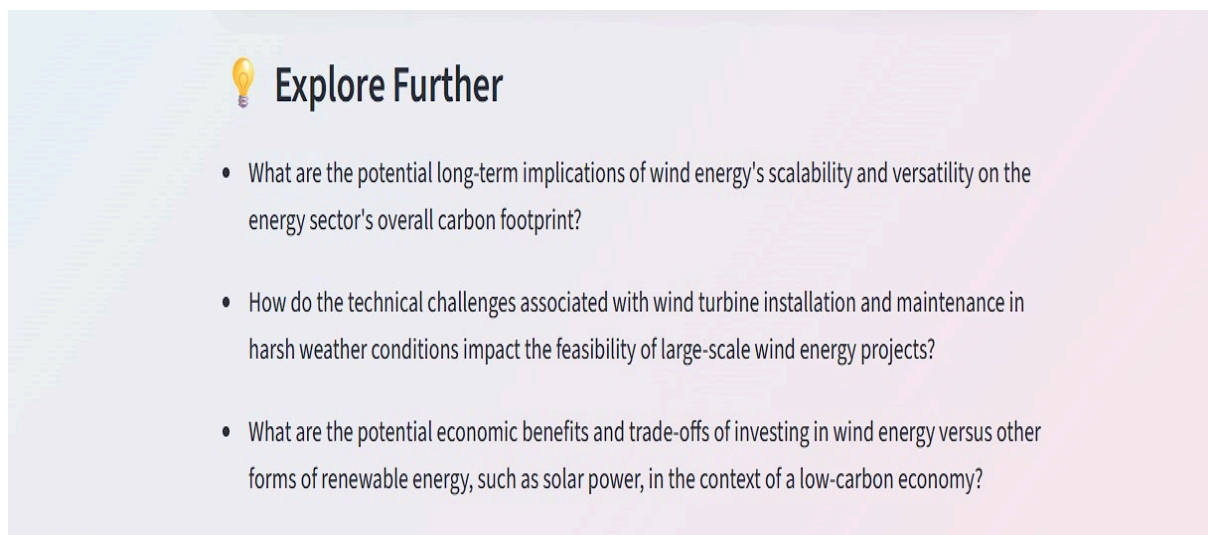 Explore Further
• What are the potential long-term implications of wind energy's scalability and versatility on the
energy sector's overall carbon footprint?
• How do the technical challenges associated with wind turbine installation and maintenance in
harsh weather conditions impact the feasibility of large-scale wind energy projects?
• What are the potential economic benefits and trade-offs of investing in wind energy versus other
forms of renewable energy, such as solar power, in the context of a low-carbon economy?